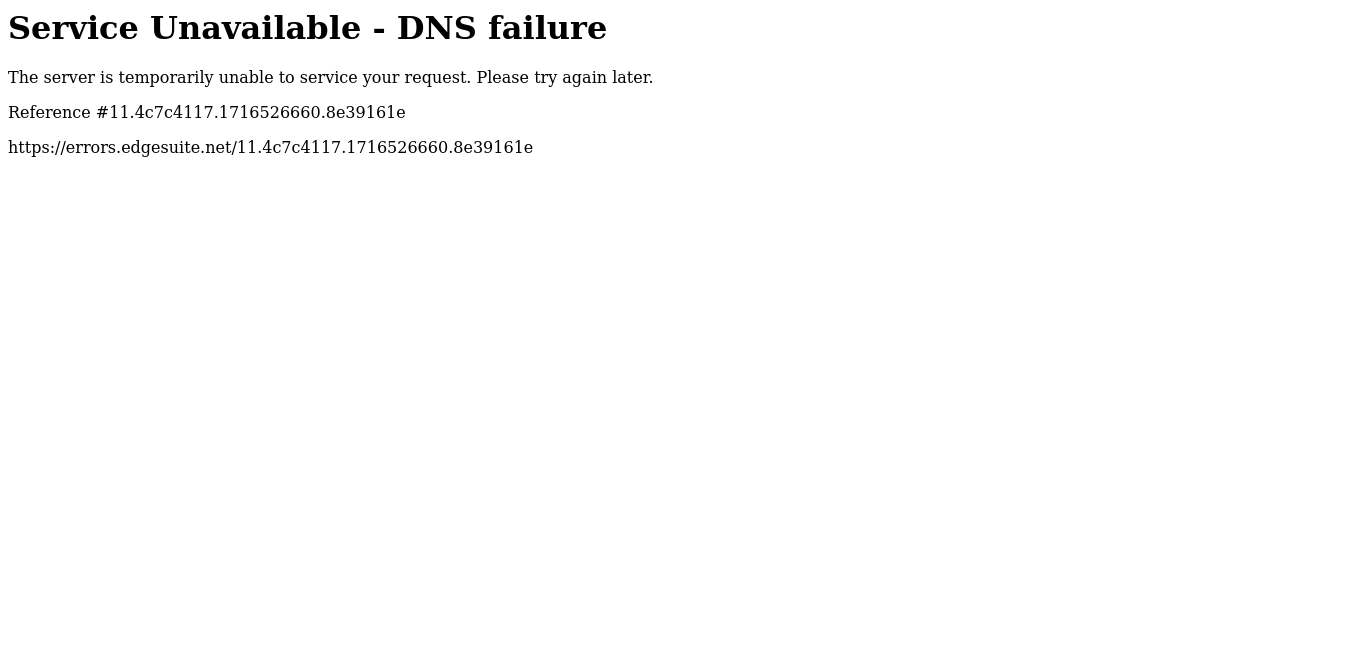 Service Unavailable - DNS failure
The server is temporarily unable to service your request. Please try again later.
Reference #11.4c7c4117.1716526660.8e39161e
https://errors.edgesuite.net/11.4c7c4117.1716526660.8e39161e